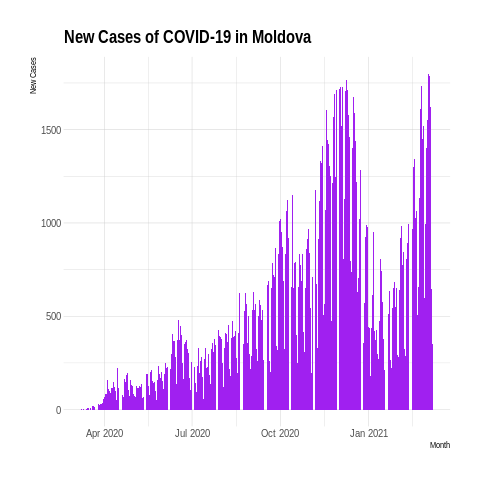 New Cases of COVID-19 in Moldova
New Cases
1500
1000
500
0
Apr 2020
Jul 2020
Oct 2020
Jan 2021
Month